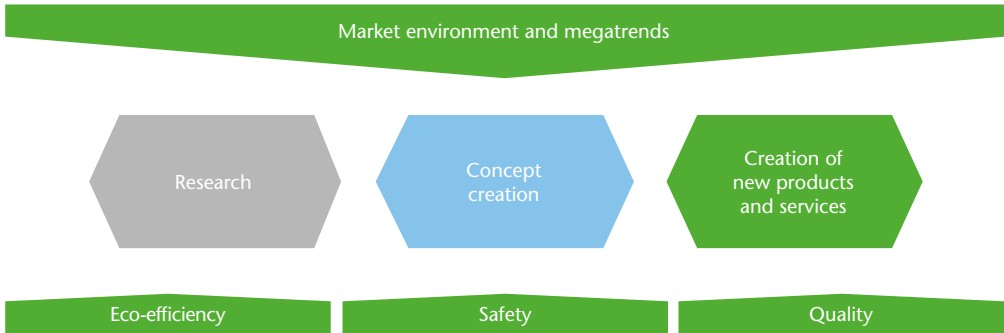 Market environment and megatrends
Research
Concept
creation
Creation of
new products
and services
Eco-efficiency
Safety
Quality